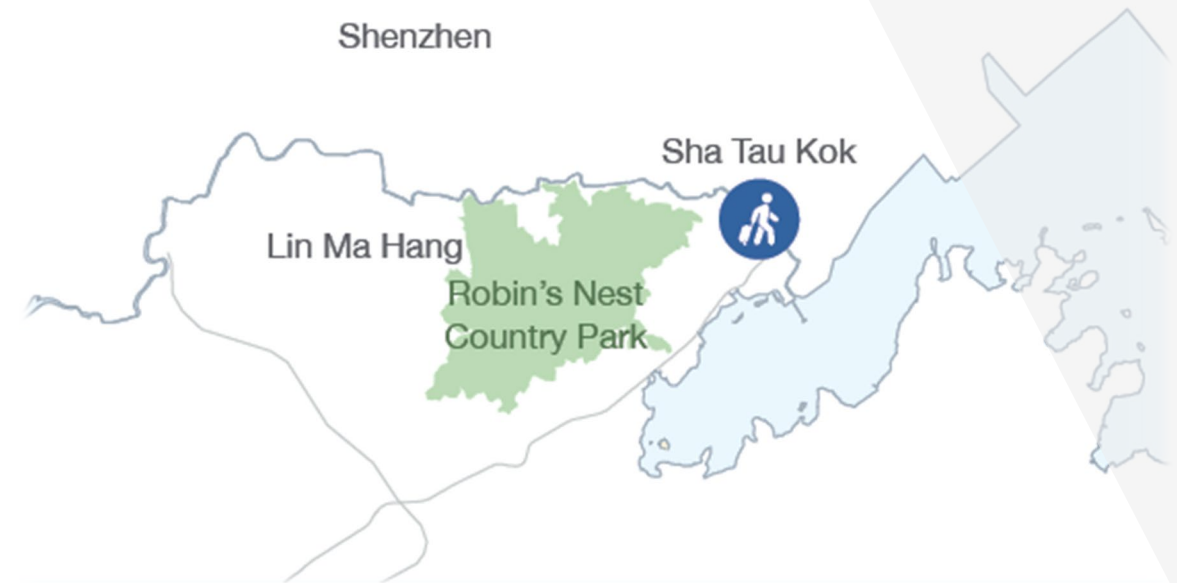 Shenzhen
Sha Tau Kok
Lin Ma Hang
Robin's Nest
Country Park